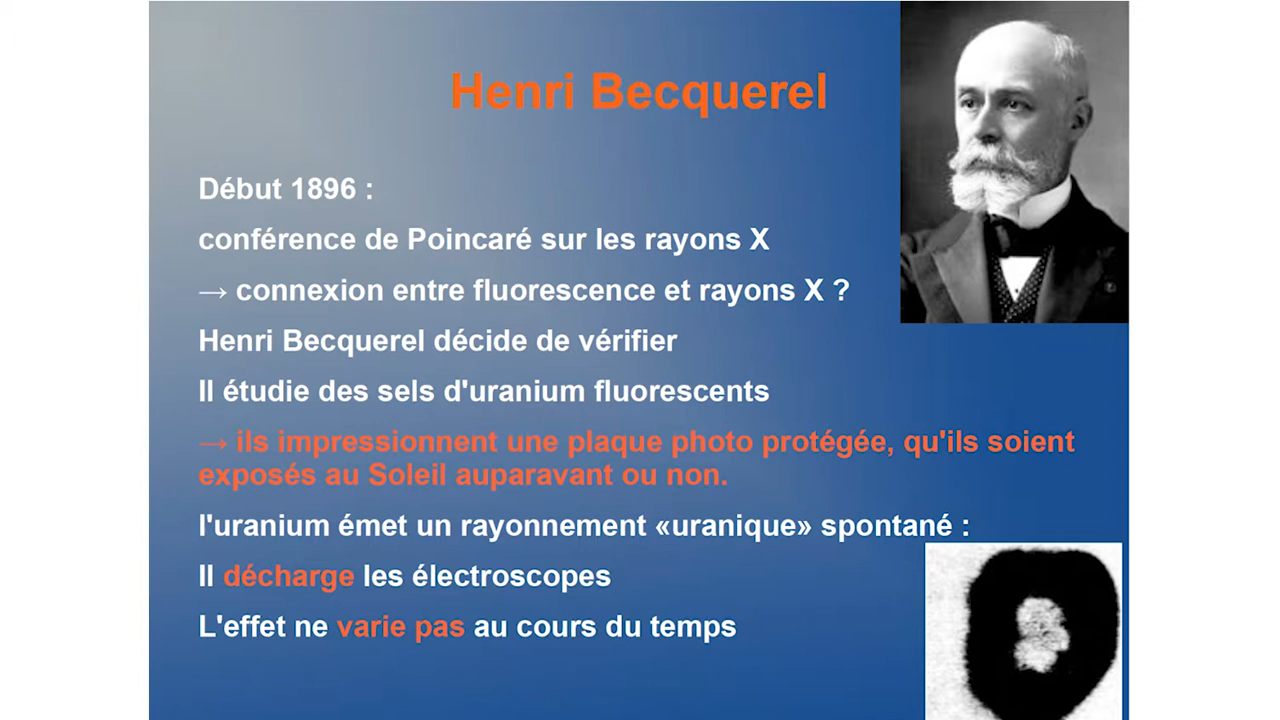 Henri Becquerel
Début 1896 :
conférence de Poincaré sur les rayons X
→ connexion entre fluorescence et rayons X ?
Henri Becquerel décide de vérifier
Il étudie des sels d'uranium fluorescents
→ ils impressionnent une plaque photo protégée, qu'ils soient
exposés au Soleil auparavant ou non.
l'uranium émet un rayonnement «uranique» spontané :
Il décharge les électroscopes
L'effet ne varie pas au cours du temps